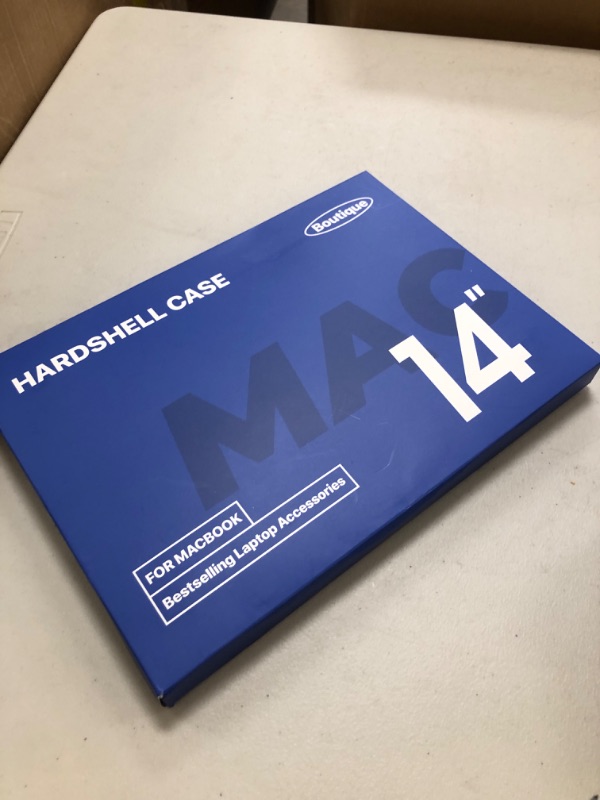 Boutique
HARDSHELL CASE
MAC
14"
FOR MACBOOK
Bestselling Laptop Accessories